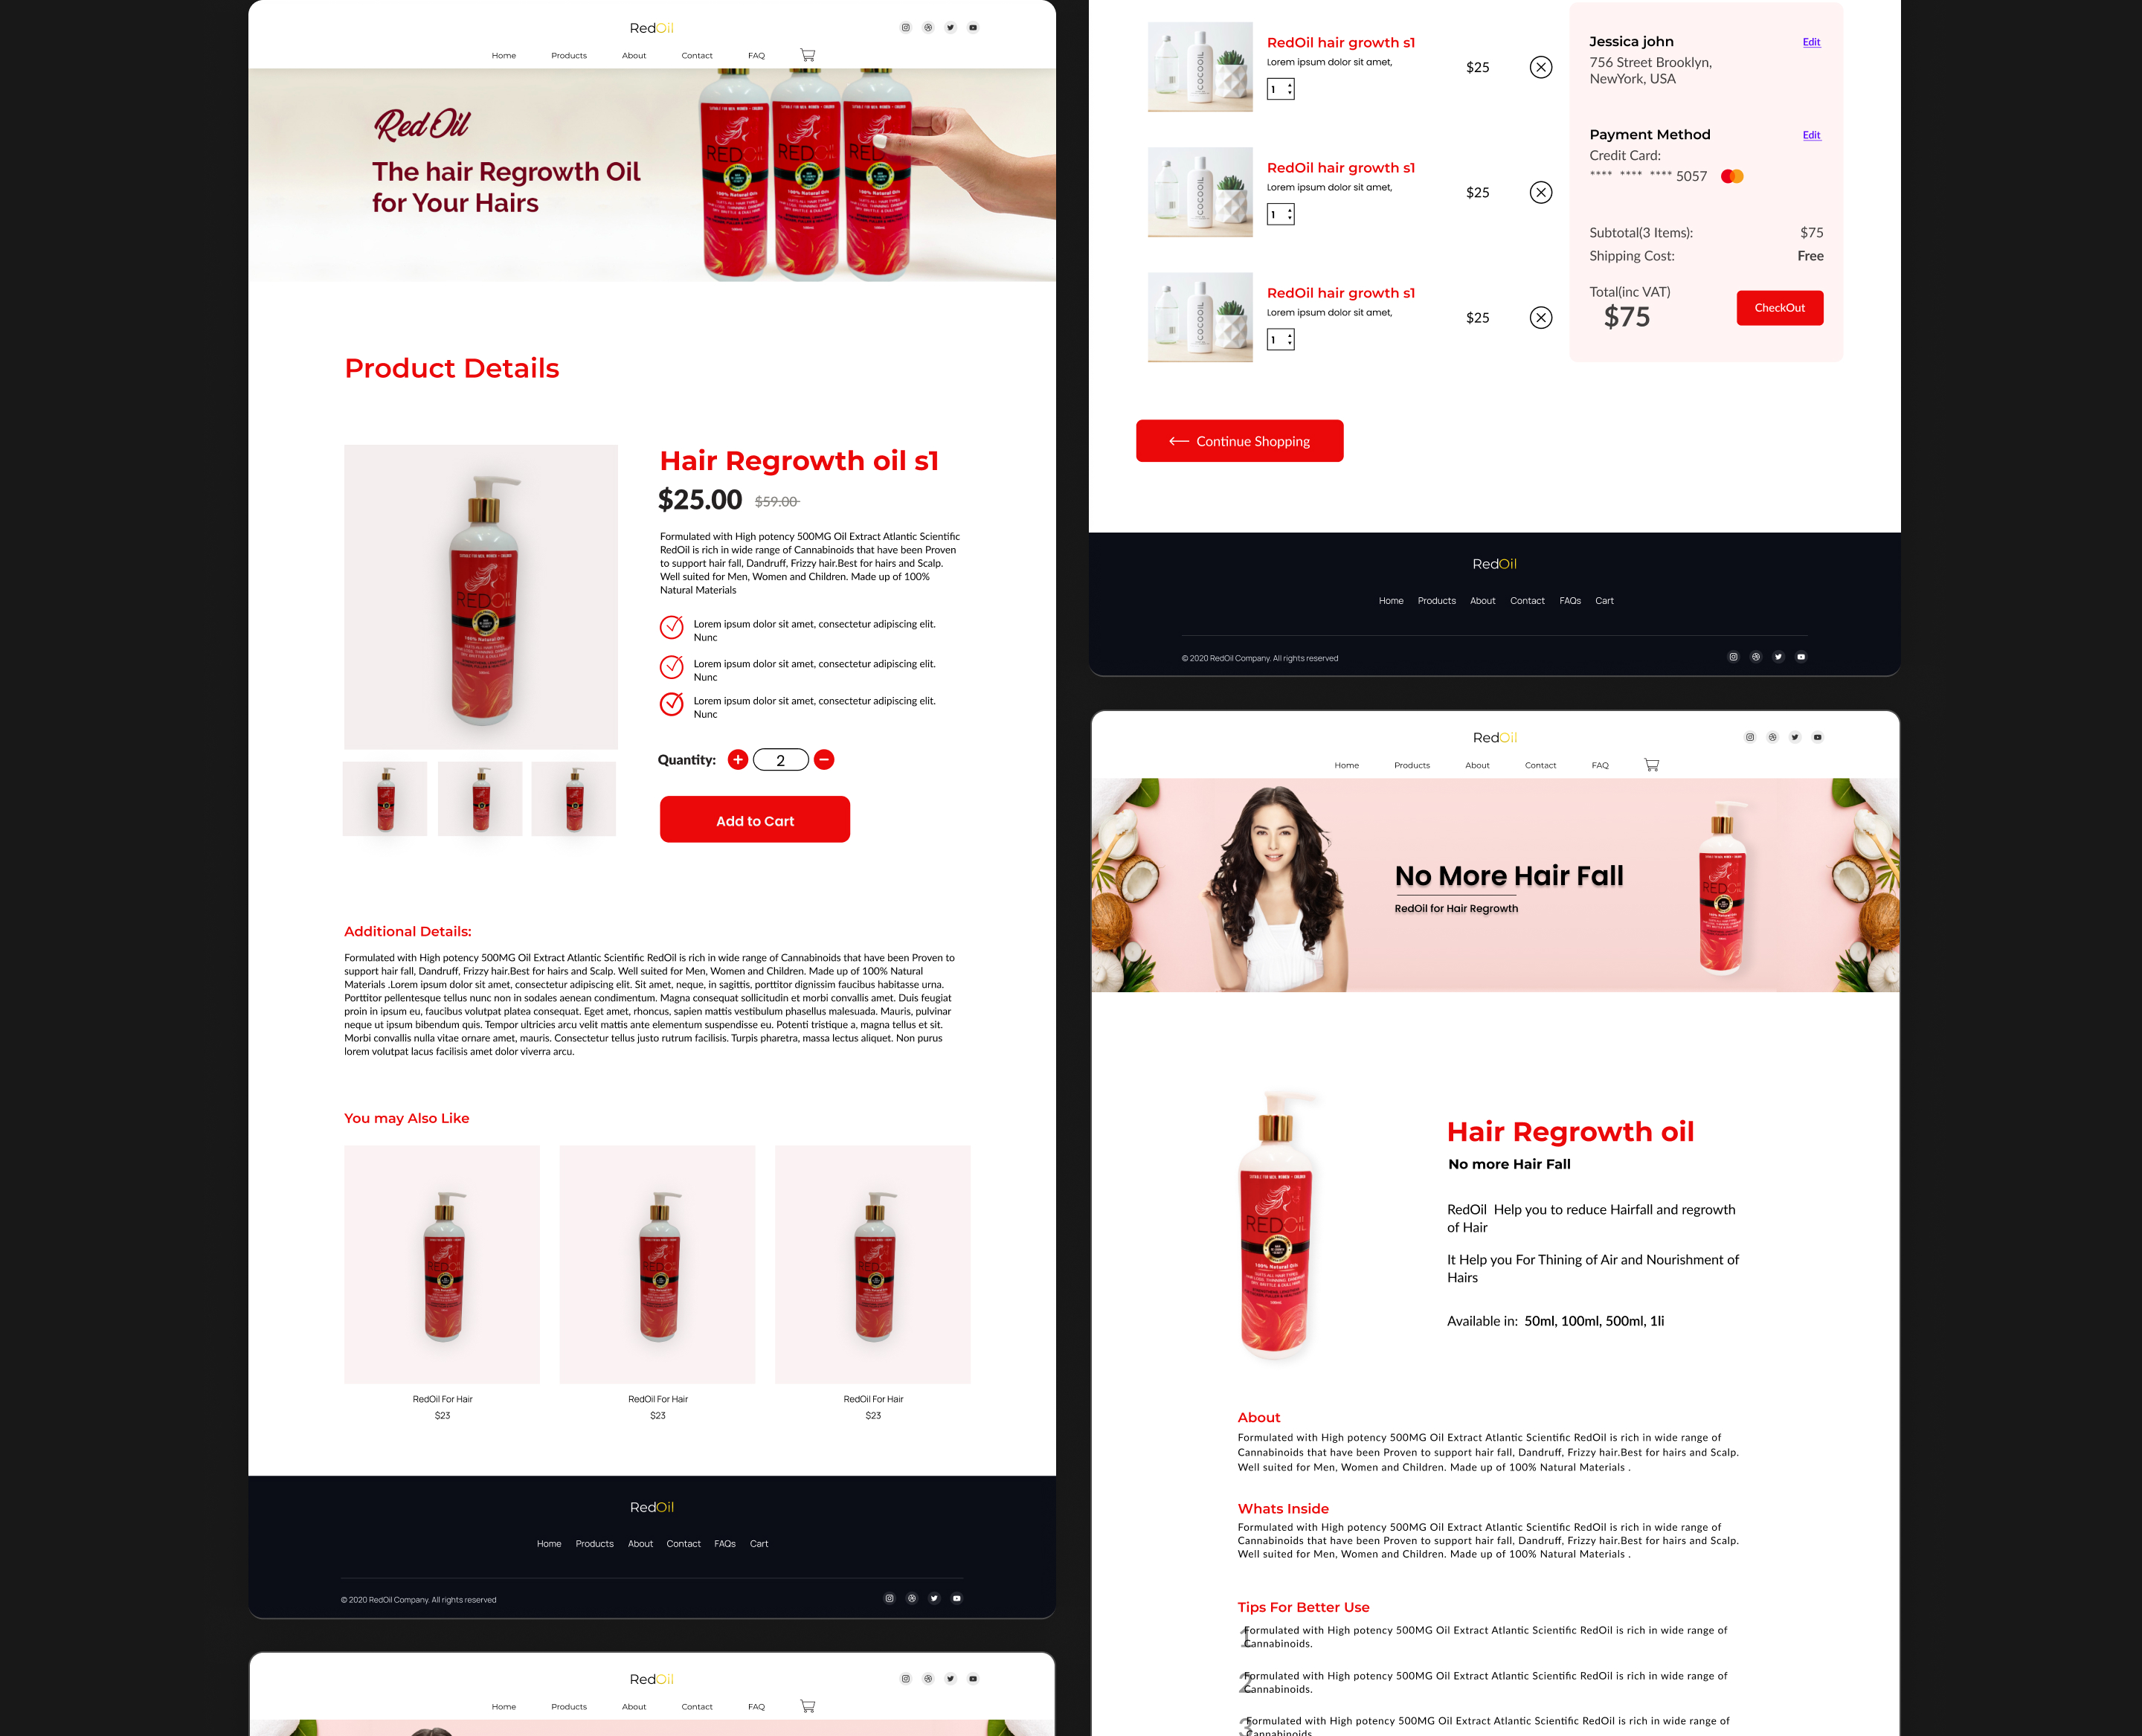 RedOil
Home Products About Contact FAQ
Red Oil
The hair Regrowth Oil
for Your Hairs
Product Details
REDOIL
Hair Regrowth oil s1
$25.00 $59.00
Formulated with High potency 500MG Oil Extract Atlantic Scientific
RedOil is rich in wide range of Cannabinoids that have been Proven
to support hair fall, Dandruff, Frizzy hair.Best for hairs and Scalp.
Well suited for Men, Women and Children. Made up of 100%
Natural Materials
Lorem ipsum dolor sit amet, consectetur adipiscing elit.
Nunc
Lorem ipsum dolor sit amet, consectetur adipiscing elit.
Nunc
Lorem ipsum dolor sit amet, consectetur adipiscing elit.
Nunc
Quantity: + 2 −
Add to Cart
Additional Details:
Formulated with High potency 500MG Oil Extract Atlantic Scientific RedOil is rich in wide range of Cannabinoids that have been Proven to
support hair fall, Dandruff, Frizzy hair.Best for hairs and Scalp. Well suited for Men, Women and Children. Made up of 100% Natural
Materials .Lorem ipsum dolor sit amet, consectetur adipiscing elit. Sit amet, neque, in sagittis, porttitor dignissim faucibus habitasse urna.
Porttitor pellentesque tellus nunc non in sodales aenean condimentum. Magna consequat sollicitudin et morbi convallis amet. Duis feugiat
proin in ipsum eu, faucibus volutpat platea consequat. Eget amet, rhoncus, sapien mattis vestibulum phasellus malesuada. Mauris, pulvinar
neque ut ipsum bibendum quis. Tempor ultricies arcu velit mattis ante elementum suspendisse eu. Potenti tristique a, magna tellus et sit.
Morbi convallis nulla vitae ornare amet, mauris. Consectetur tellus justo rutrum facilisis. Turpis pharetra, massa lectus aliquet. Non purus
lorem volutpat lacus facilisis amet dolor viverra arcu.
You may Also Like
RedOil For Hair RedOil For Hair RedOil For Hair
$23 $23 $23
RedOil
Home Products About Contact FAQs Cart
© 2020 RedOil Company. All rights reserved
RedOil
Home Products About Contact FAQ
COCOOIL
RedOil hair growth s1
Lorem ipsum dolor sit amet,
1
$25
COCOOIL
RedOil hair growth s1
Lorem ipsum dolor sit amet,
1
$25
COCOOIL
RedOil hair growth s1
Lorem ipsum dolor sit amet,
1
$25
Jessica john Edit
756 Street Brooklyn,
NewYork, USA
Payment Method Edit
Credit Card:
**** **** **** 5057
Subtotal(3 Items): $75
Shipping Cost: Free
Total(inc VAT)
$75
CheckOut
Continue Shopping
RedOil
Home Products About Contact FAQs Cart
© 2020 RedOil Company. All rights reserved
RedOil
Home Products About Contact FAQ
No More Hair Fall
RedOil for Hair Regrowth
REDOIL
100% Natural Oils
Hair Regrowth oil
No more Hair Fall
RedOil Help you to reduce Hairfall and regrowth
of Hair
It Help you For Thining of Air and Nourishment of
Hairs
Available in: 50ml, 100ml, 500ml, 1li
About
Formulated with High potency 500MG Oil Extract Atlantic Scientific RedOil is rich in wide range of
Cannabinoids that have been Proven to support hair fall, Dandruff, Frizzy hair.Best for hairs and Scalp.
Well suited for Men, Women and Children. Made up of 100% Natural Materials .
Whats Inside
Formulated with High potency 500MG Oil Extract Atlantic Scientific RedOil is rich in wide range of
Cannabinoids that have been Proven to support hair fall, Dandruff, Frizzy hair.Best for hairs and Scalp.
Well suited for Men, Women and Children. Made up of 100% Natural Materials .
Tips For Better Use
1 Formulated with High potency 500MG Oil Extract Atlantic Scientific RedOil is rich in wide range of
Cannabinoids.
2 Formulated with High potency 500MG Oil Extract Atlantic Scientific RedOil is rich in wide range of
Cannabinoids.
3 Formulated with High potency 500MG Oil Extract Atlantic Scientific RedOil is rich in wide range of
Cannabinoids.